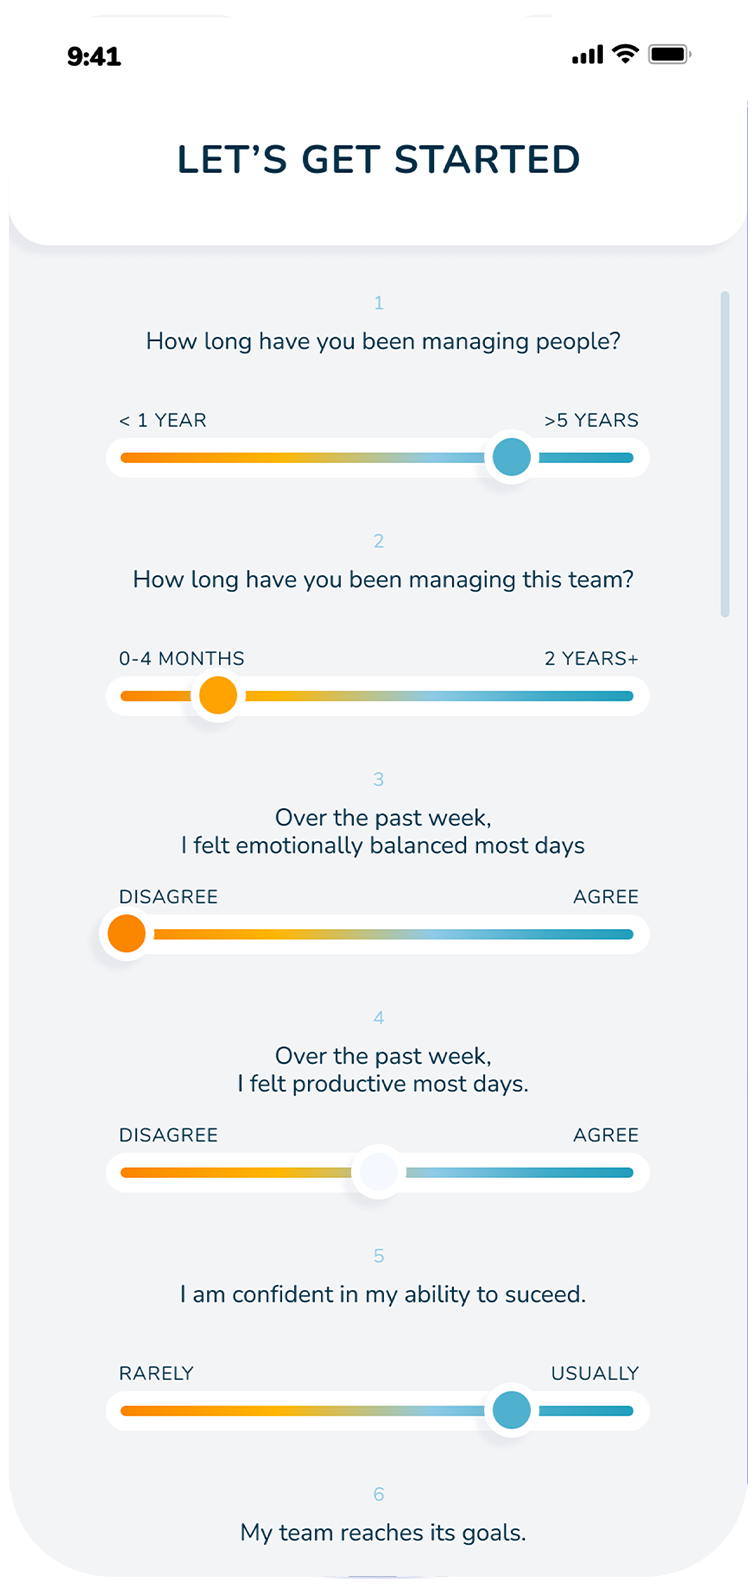 9:41
LET’S GET STARTED
1
How long have you been managing people?
< 1 YEAR >5 YEARS
2
How long have you been managing this team?
0-4 MONTHS 2 YEARS+
3
Over the past week,
I felt emotionally balanced most days
DISAGREE AGREE
4
Over the past week,
I felt productive most days.
DISAGREE AGREE
5
I am confident in my ability to suceed.
RARELY USUALLY
6
My team reaches its goals.